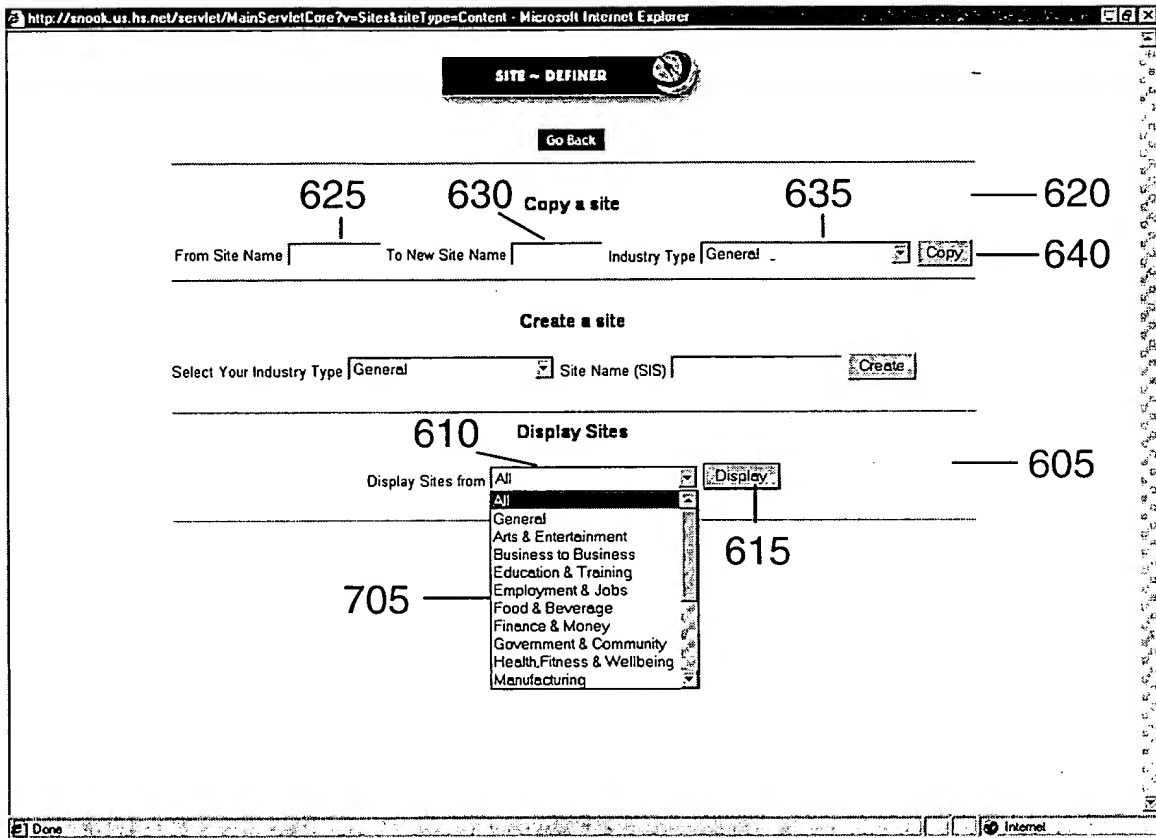 http://snook.us.hs.net/servlet/MainServletCore?v=Sites&siteType=Content - Microsoft Internet Explorer
SITE ~ DEFINER
Go Back
625 630 Copy a site 635 620
From Site Name To New Site Name Industry Type General Copy 640
Create a site
Select Your Industry Type General Site Name (SIS) Create
610 Display Sites 605
Display Sites from All Display
All
General
Arts & Entertainment
Business to Business 615
Education & Training
Employment & Jobs
705 Food & Beverage
Finance & Money
Government & Community
Health,Fitness & Wellbeing
Manufacturing
Done Internet